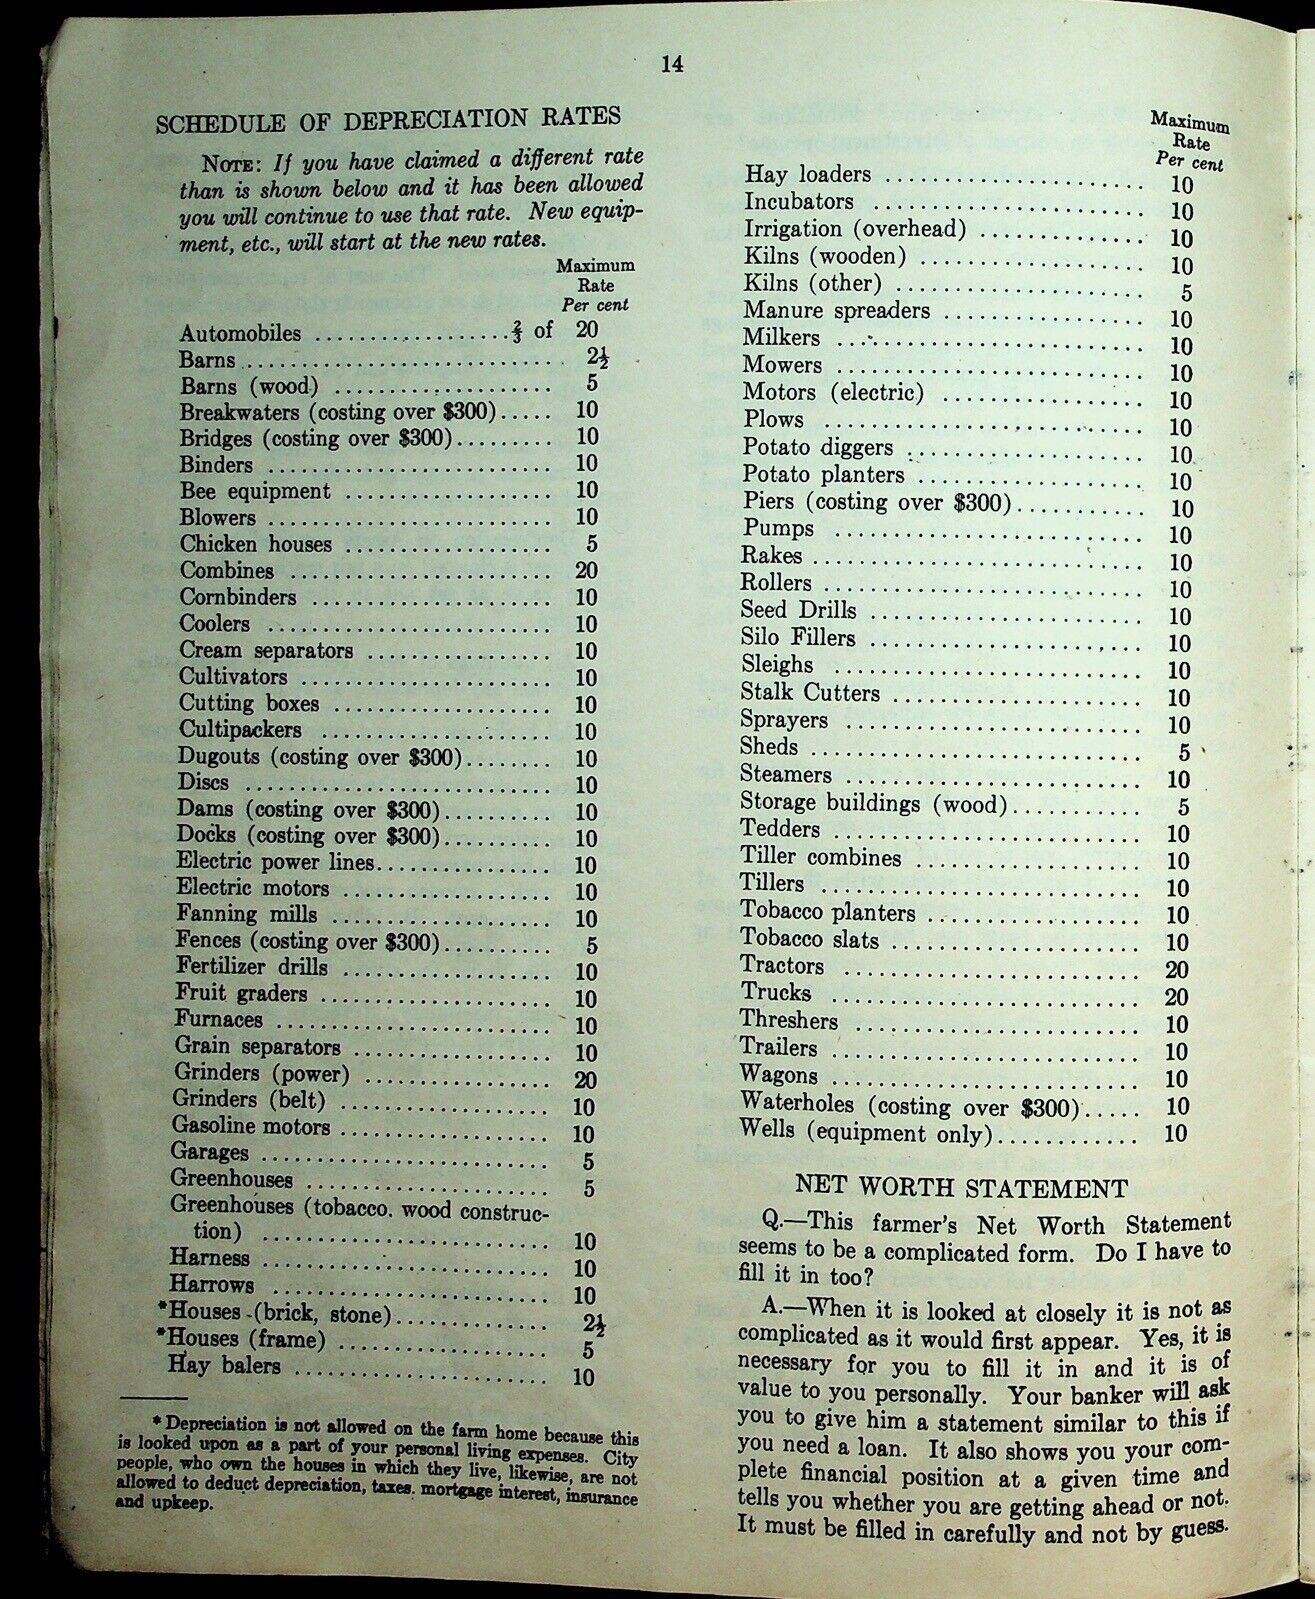 14
SCHEDULE OF DEPRECIATION RATES
NOTE: If you have claimed a different rate
than is shown below and it has been allowed
you will continue to use that rate. New equip-
ment, etc., will start at the new rates.
Maximum
Rate
Per cent
Automobiles .................. ⅔ of 20
Barns .............................. 2½
Barns (wood) .................... 5
Breakwaters (costing over $300)..... 10
Bridges (costing over $300)......... 10
Binders ........................... 10
Bee equipment .................... 10
Blowers ........................... 10
Chicken houses .................... 5
Combines ......................... 20
Cornbinders ...................... 10
Coolers ........................... 10
Cream separators ................. 10
Cultivators ........................ 10
Cutting boxes .................... 10
Cultipackers ...................... 10
Dugouts (costing over $300)........ 10
Discs ............................. 10
Dams (costing over $300).......... 10
Docks (costing over $300).......... 10
Electric power lines................ 10
Electric motors .................... 10
Fanning mills ..................... 10
Fences (costing over $300).......... 5
Fertilizer drills .................... 10
Fruit graders ...................... 10
Furnaces .......................... 10
Grain separators ................... 10
Grinders (power) .................. 20
Grinders (belt) .................... 10
Gasoline motors .................... 10
Garages ............................ 5
Greenhouses ........................ 5
Greenhouses (tobacco. wood construc-
tion) ............................ 10
Harness ............................ 10
Harrows ........................... 10
*Houses (brick, stone).............. 2½
*Houses (frame) .................. 5
Hay balers ........................ 10
* Depreciation is not allowed on the farm home because this
is looked upon as a part of your personal living expenses. City
people, who own the houses in which they live, likewise, are not
allowed to deduct depreciation, taxes. mortgage interest, insurance
and upkeep.
Maximum
Rate
Per cent
Hay loaders ....................... 10
Incubators ........................ 10
Irrigation (overhead) .............. 10
Kilns (wooden) .................... 10
Kilns (other) ...................... 5
Manure spreaders ................. 10
Milkers ........................... 10
Mowers ........................... 10
Motors (electric) .................. 10
Plows ............................. 10
Potato diggers .................... 10
Potato planters .................... 10
Piers (costing over $300)........... 10
Pumps ............................ 10
Rakes ............................. 10
Rollers ............................ 10
Seed Drills ........................ 10
Silo Fillers ........................ 10
Sleighs ............................ 10
Stalk Cutters ...................... 10
Sprayers .......................... 10
Sheds .............................. 5
Steamers .......................... 10
Storage buildings (wood)........... 5
Tedders ........................... 10
Tiller combines .................... 10
Tillers ............................. 10
Tobacco planters .................. 10
Tobacco slats ...................... 10
Tractors .......................... 20
Trucks ............................ 20
Threshers ......................... 10
Trailers ............................ 10
Wagons ........................... 10
Waterholes (costing over $300)..... 10
Wells (equipment only)............ 10
NET WORTH STATEMENT
Q.—This farmer's Net Worth Statement
seems to be a complicated form. Do I have to
fill it in too?
A.—When it is looked at closely it is not as
complicated as it would first appear. Yes, it is
necessary for you to fill it in and it is of
value to you personally. Your banker will ask
you to give him a statement similar to this if
you need a loan. It also shows you your com-
plete financial position at a given time and
tells you whether you are getting ahead or not.
It must be filled in carefully and not by guess.